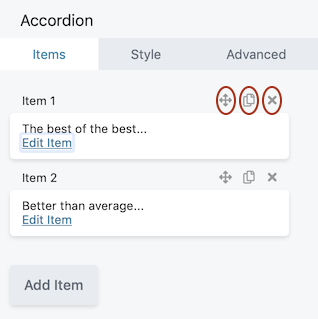 Accordion
Items Style Advanced
Item 1
The best of the best...
Edit Item
Item 2
Better than average...
Edit Item
Add Item